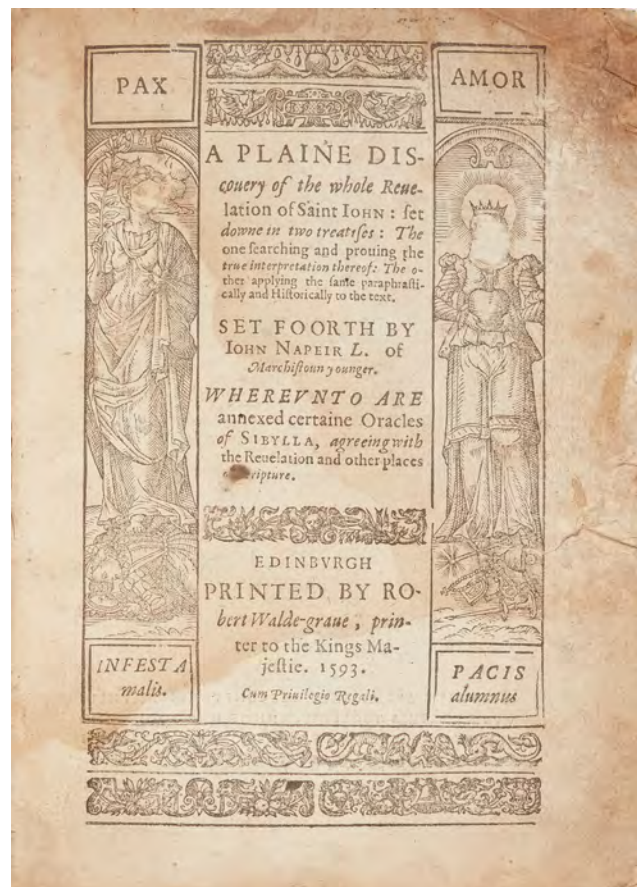 PAX
AMOR
A PLAINE DIS-
couery of the whole Reue-
lation of Saint IOHN : set
downe in two treatises : The
one searching and prouing the
true interpretation thereof: The o-
ther applying the same paraphrasti-
cally and Historically to the text.
SET FOORTH BY
IOHN NAPEIR L. of
Marchistoun younger.
WHEREVNTO ARE
annexed certaine Oracles
of SIBYLLA, agreeing with
the Reuelation and other places
EDINBVRGH
PRINTED BY RO-
bert Walde-graue, prin-
ter to the Kings Ma-
jestie. 1593.
Cum Priuilegio Regali.
INFESTA
malis.
PACIS
alumnus